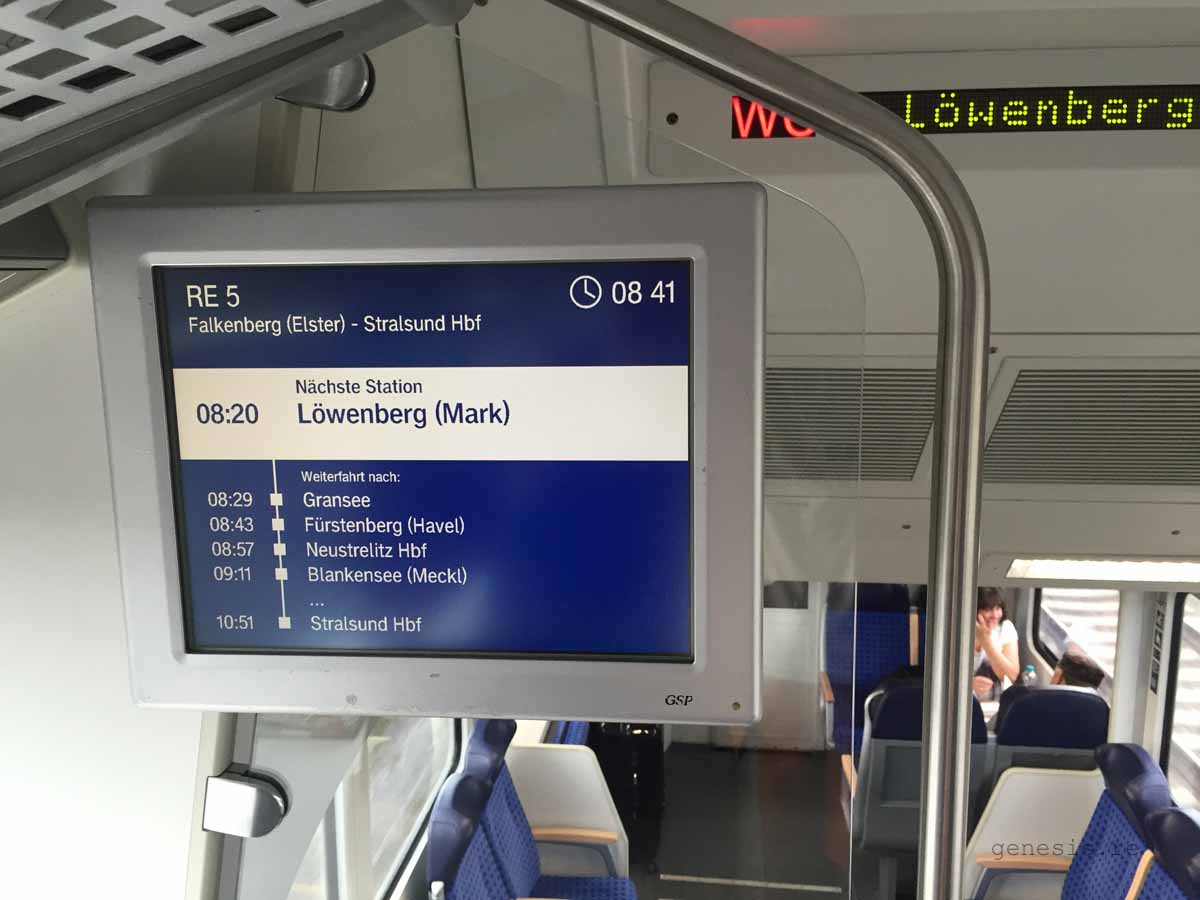 WC Löwenberg
RE 5
08 41
Falkenberg (Elster) - Stralsund Hbf
Nächste Station
08:20 Löwenberg (Mark)
Weiterfahrt nach:
08:29 Gransee
08:43 Fürstenberg (Havel)
08:57 Neustrelitz Hbf
09:11 Blankensee (Meckl)
...
10:51 Stralsund Hbf
GSP
genesis.re